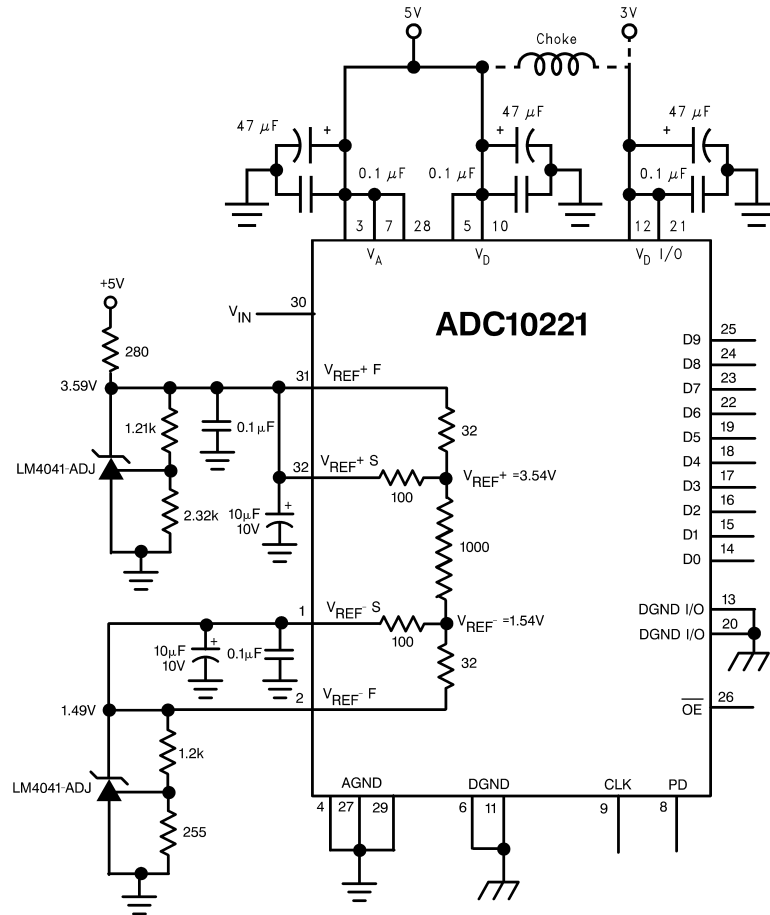 5V
3V
Choke
47 µF
+
+
47 µF
+
47 µF
0.1 µF
0.1 µF
0.1 µF
3 7 28 5 10 12 21
VA
VD
VD I/O
+5V
280
VIN
30
ADC10221
3.59V
31
VREF+ F
1.21k
0.1µF
32
LM4041-ADJ
32
VREF+ S
100
VREF+ =3.54V
2.32k
10µF
10V
+
1000
1
VREF- S
100
VREF- =1.54V
10µF
10V
+
0.1µF
32
1.49V
2
VREF- F
1.2k
LM4041-ADJ
255
D9 25
D8 24
D7 23
D6 22
D5 19
D4 18
D3 17
D2 16
D1 15
D0 14
DGND I/O 13
DGND I/O 20
OE 26
AGND
DGND
CLK
PD
4 27 29 6 11 9 8